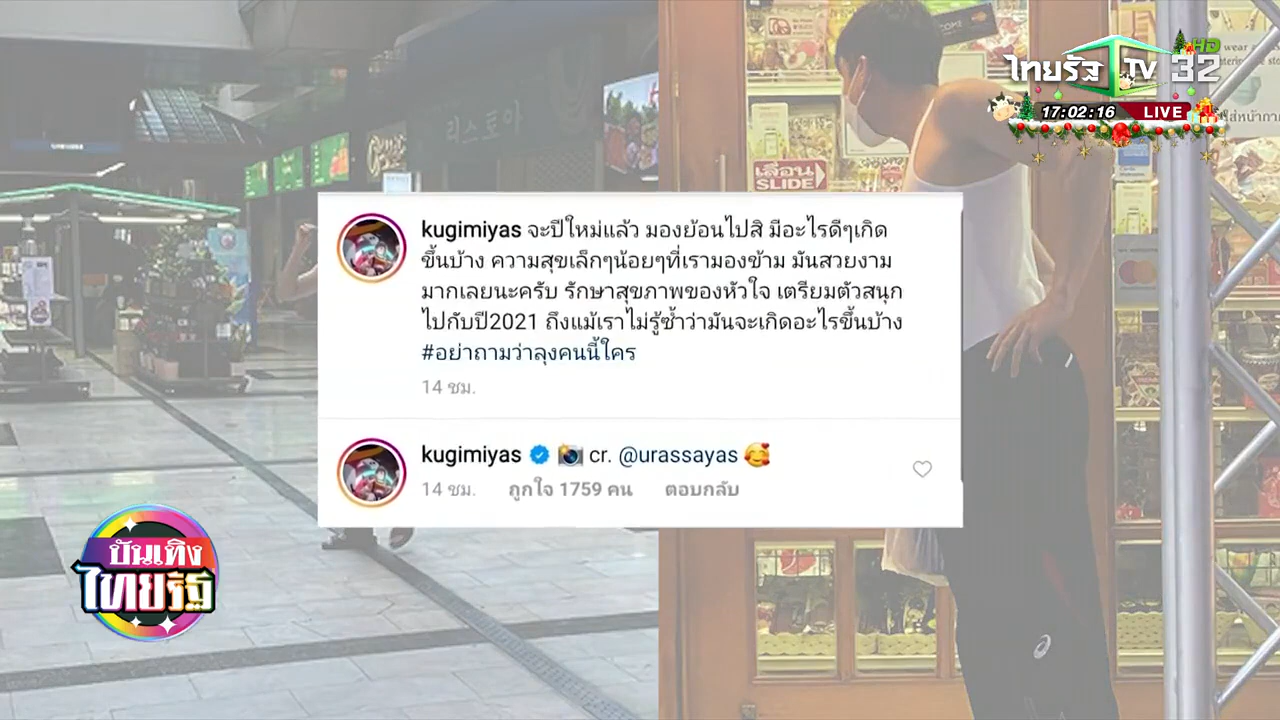 ไทยรัฐ TV HD 32
17:02:16 LIVE
เลื่อน
SLIDE
kugimiyas จะปีใหม่แล้ว มองย้อนไปสิ มีอะไรดีๆเกิด
ขึ้นบ้าง ความสุขเล็กๆน้อยๆที่เรามองข้าม มันสวยงาม
มากเลยนะครับ รักษาสุขภาพของหัวใจ เตรียมตัวสนุก
ไปกับปี2021 ถึงแม้เราไม่รู้ซ้ำว่ามันจะเกิดอะไรขึ้นบ้าง
#อย่าถามว่าลุงคนนี้ใคร
14 ชม.
kugimiyas 📸 cr. @urassayas 🥰
14 ชม. ถูกใจ 1759 คน ตอบกลับ
บันเทิง
ไทยรัฐ